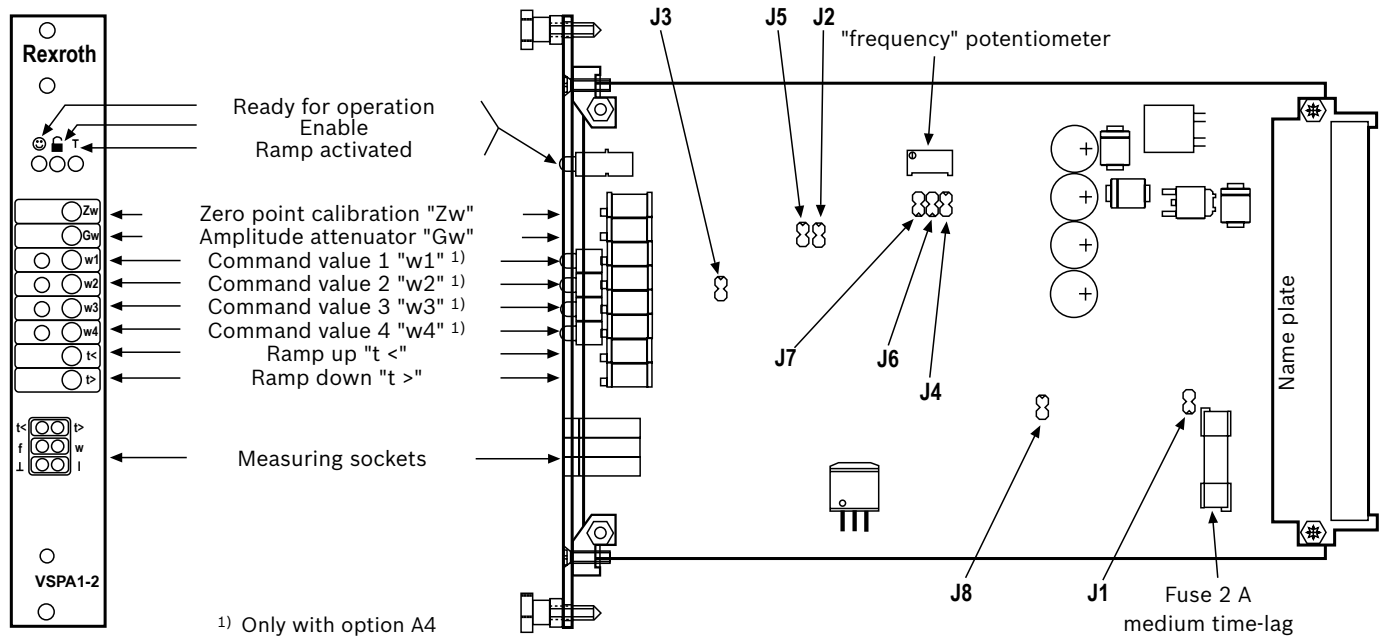 Rexroth
T
Zw
Gw
w1
w2
w3
w4
t<
t>
t< t>
f w
⊥ I
VSPA1-2
Ready for operation
Enable
Ramp activated
Zero point calibration "Zw"
Amplitude attenuator "Gw"
Command value 1 "w1" 1)
Command value 2 "w2" 1)
Command value 3 "w3" 1)
Command value 4 "w4" 1)
Ramp up "t <"
Ramp down "t >"
Measuring sockets
1) Only with option A4
J3
J5
J2
"frequency" potentiometer
J7
J6
J4
J8
J1
Fuse 2 A
medium time-lag
Name plate